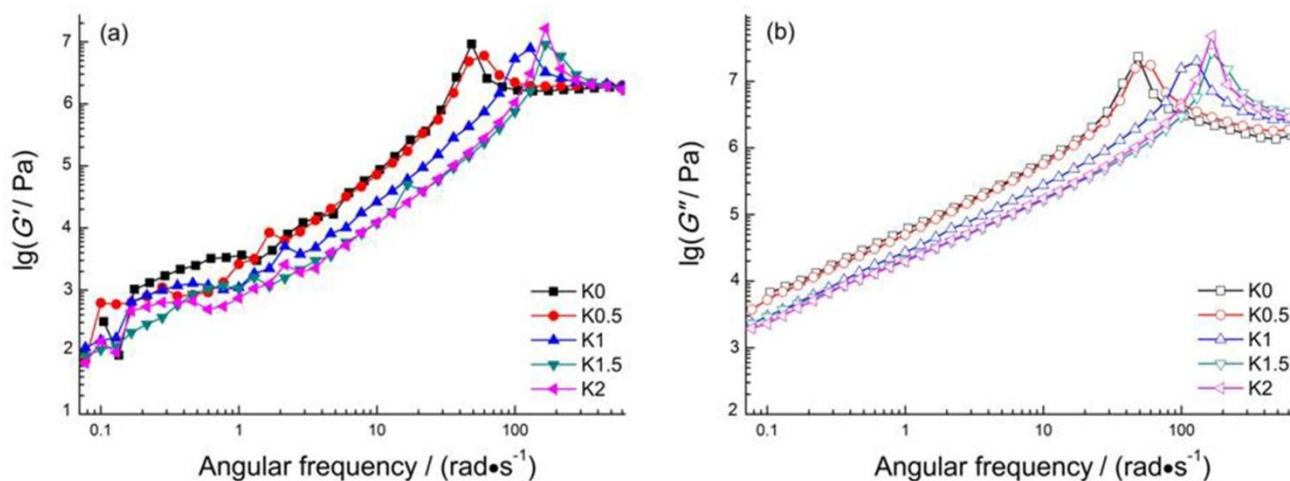 (a)
lg(G′/ Pa)
7
6
5
4
3
2
1
0.1 1 10 100
Angular frequency / (rad•s⁻¹)
K0
K0.5
K1
K1.5
K2
(b)
lg(G″/ Pa)
7
6
5
4
3
2
0.1 1 10 100
Angular frequency / (rad•s⁻¹)
K0
K0.5
K1
K1.5
K2